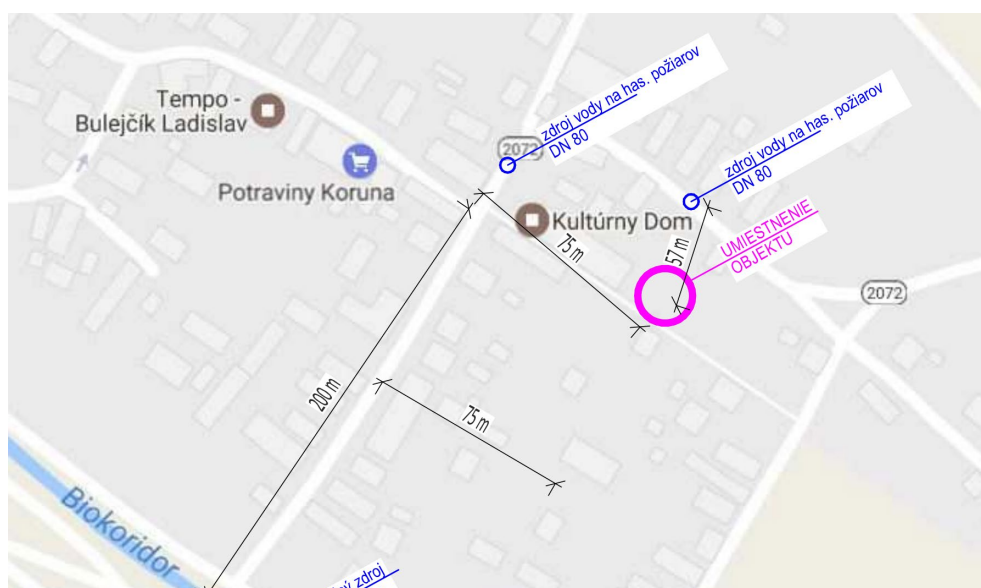 zdroj vody na has. požiarov
DN 80
2072
Tempo -
Bulejčík Ladislav
Potraviny Koruna
zdroj vody na has. požiarov
DN 80
Kultúrny Dom
UMIESTNENIE
OBJEKTU
75 m
57 m
2072
200 m
75 m
Biokoridor
zdroj